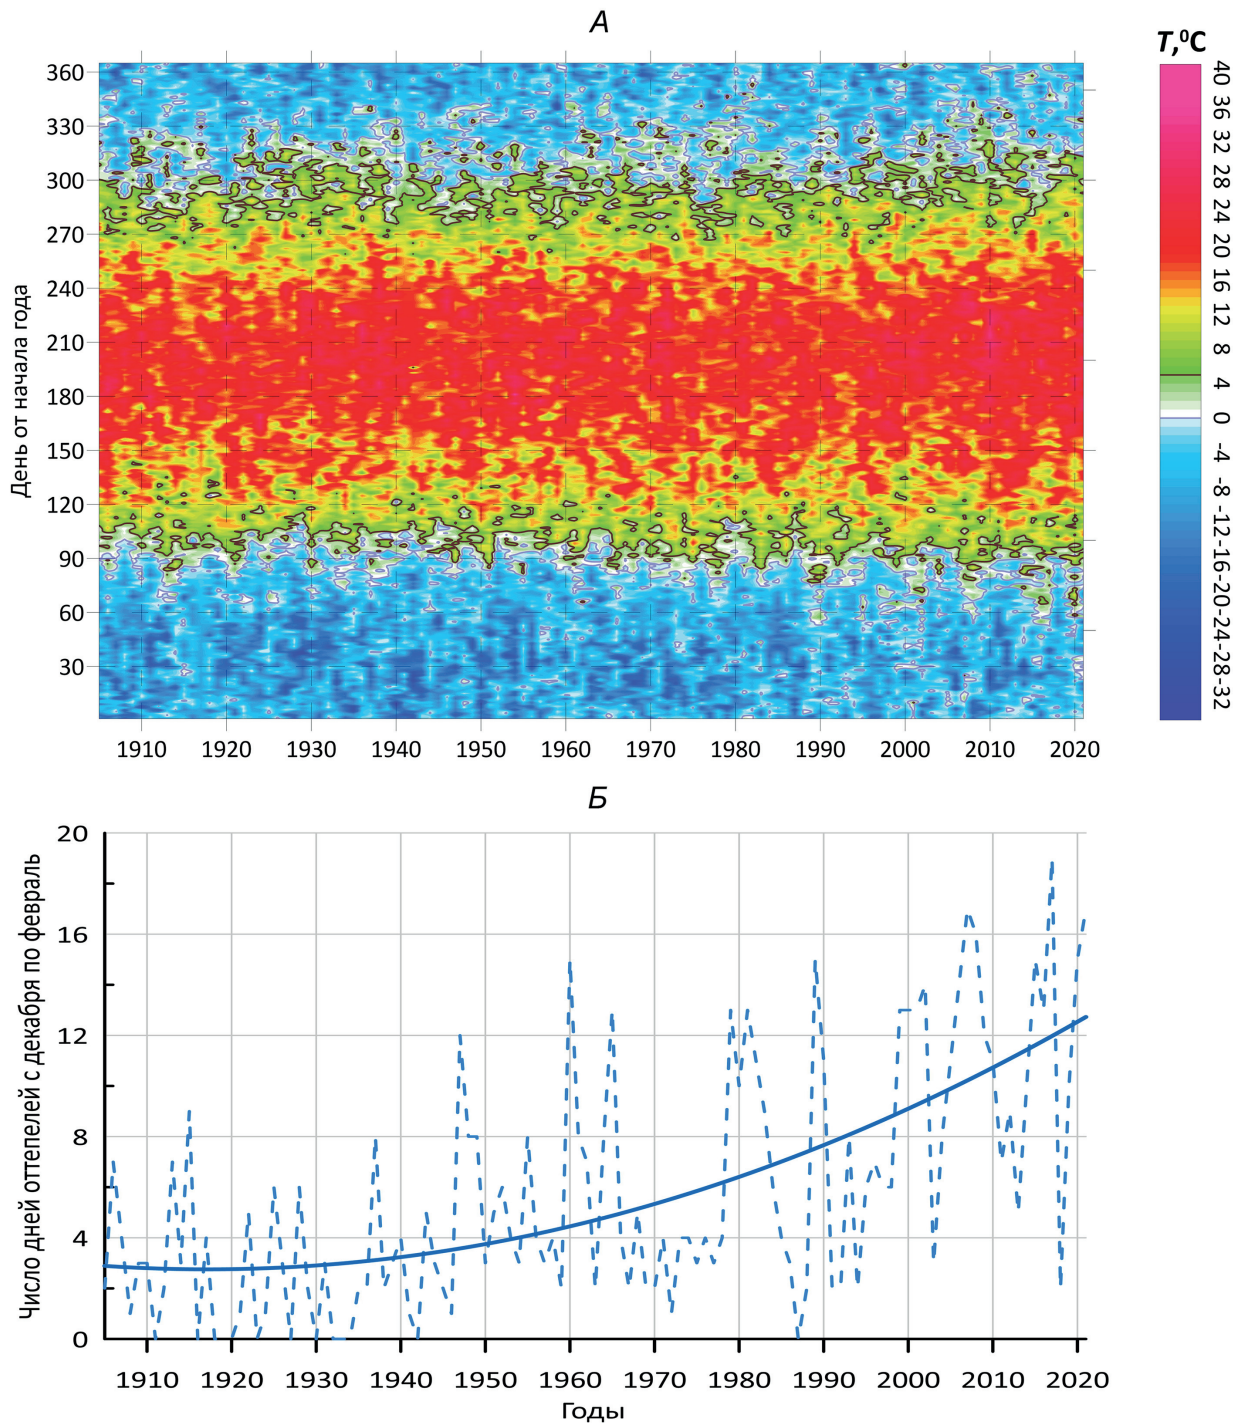 А
T,⁰C
День от начала года
360
330
300
270
240
210
180
150
120
90
60
30
1910 1920 1930 1940 1950 1960 1970 1980 1990 2000 2010 2020
40 36 32 28 24 20 16 12 8 4 0 -4 -8 -12 -16 -20 -24 -28 -32
Б
Число дней оттепелей с декабря по февраль
20
16
12
8
4
0
1910 1920 1930 1940 1950 1960 1970 1980 1990 2000 2010 2020
Годы